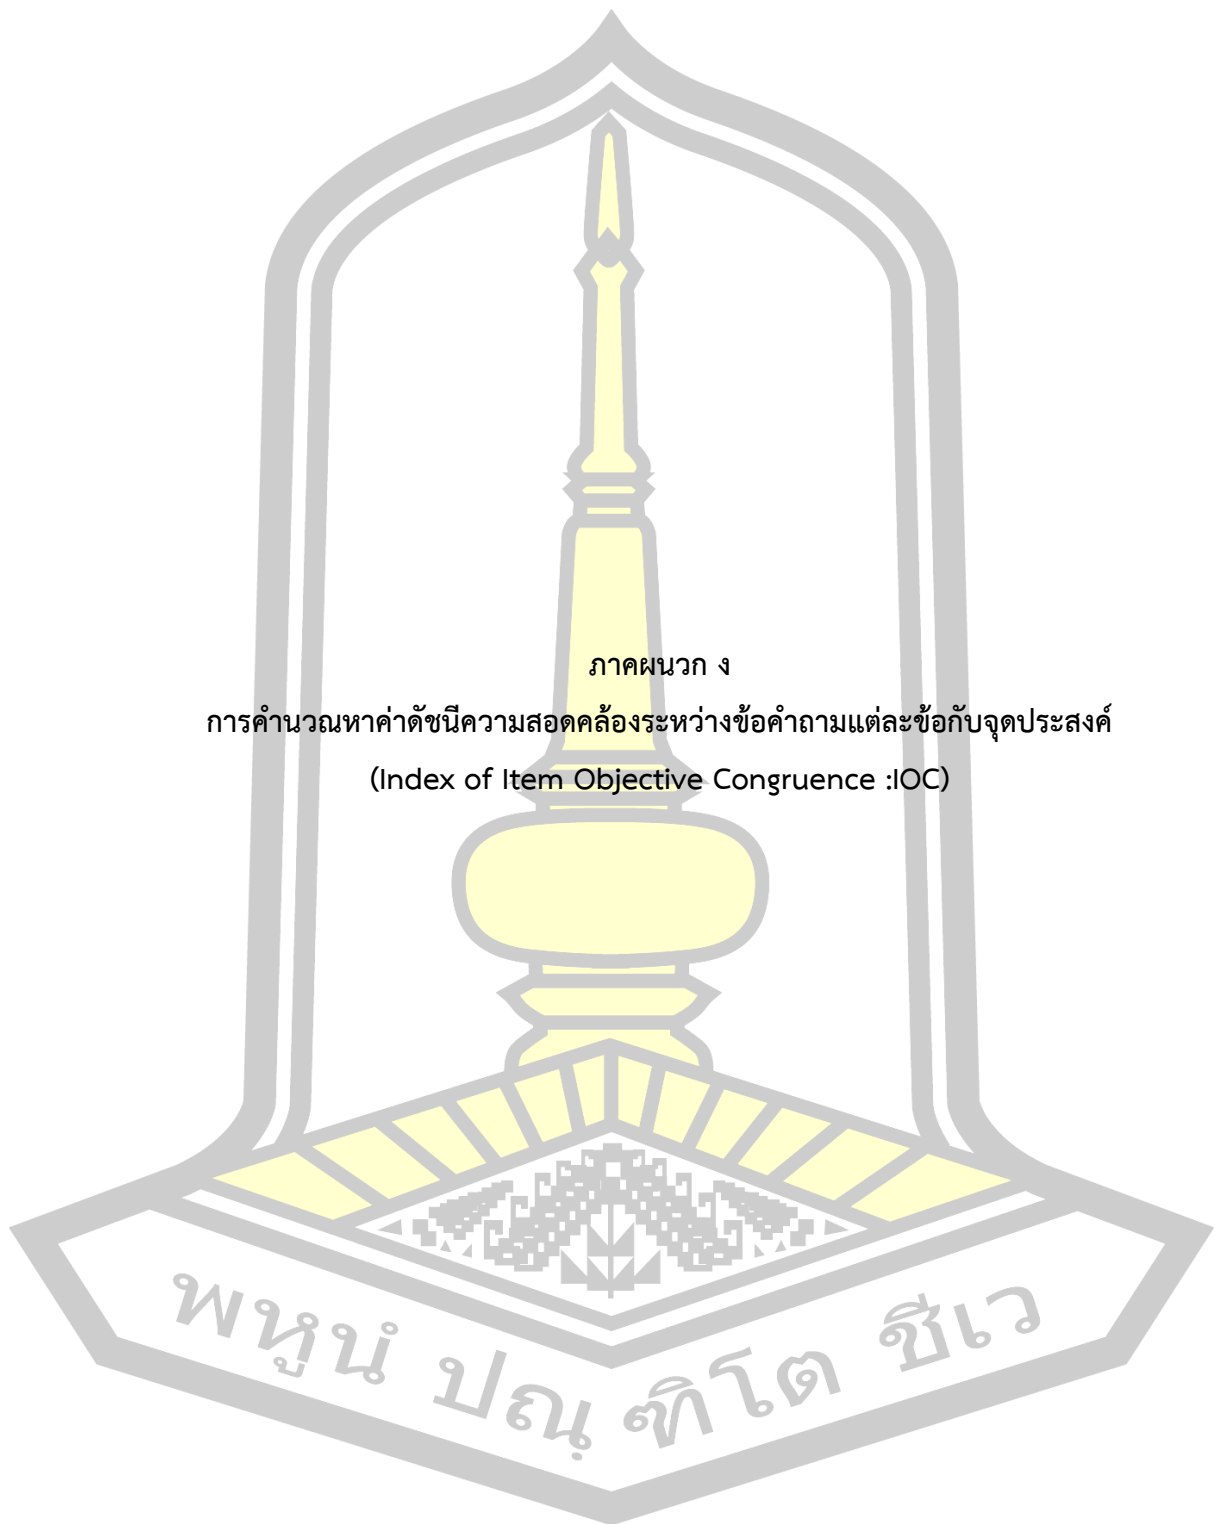 ภาคผนวก ง
การคำนวณหาค่าดัชนีความสอดคล้องระหว่างข้อคำถามแต่ละข้อกับจุดประสงค์
(Index of Item Objective Congruence :IOC)
พหูนํ ปณฺ ฑิโต ชีเว